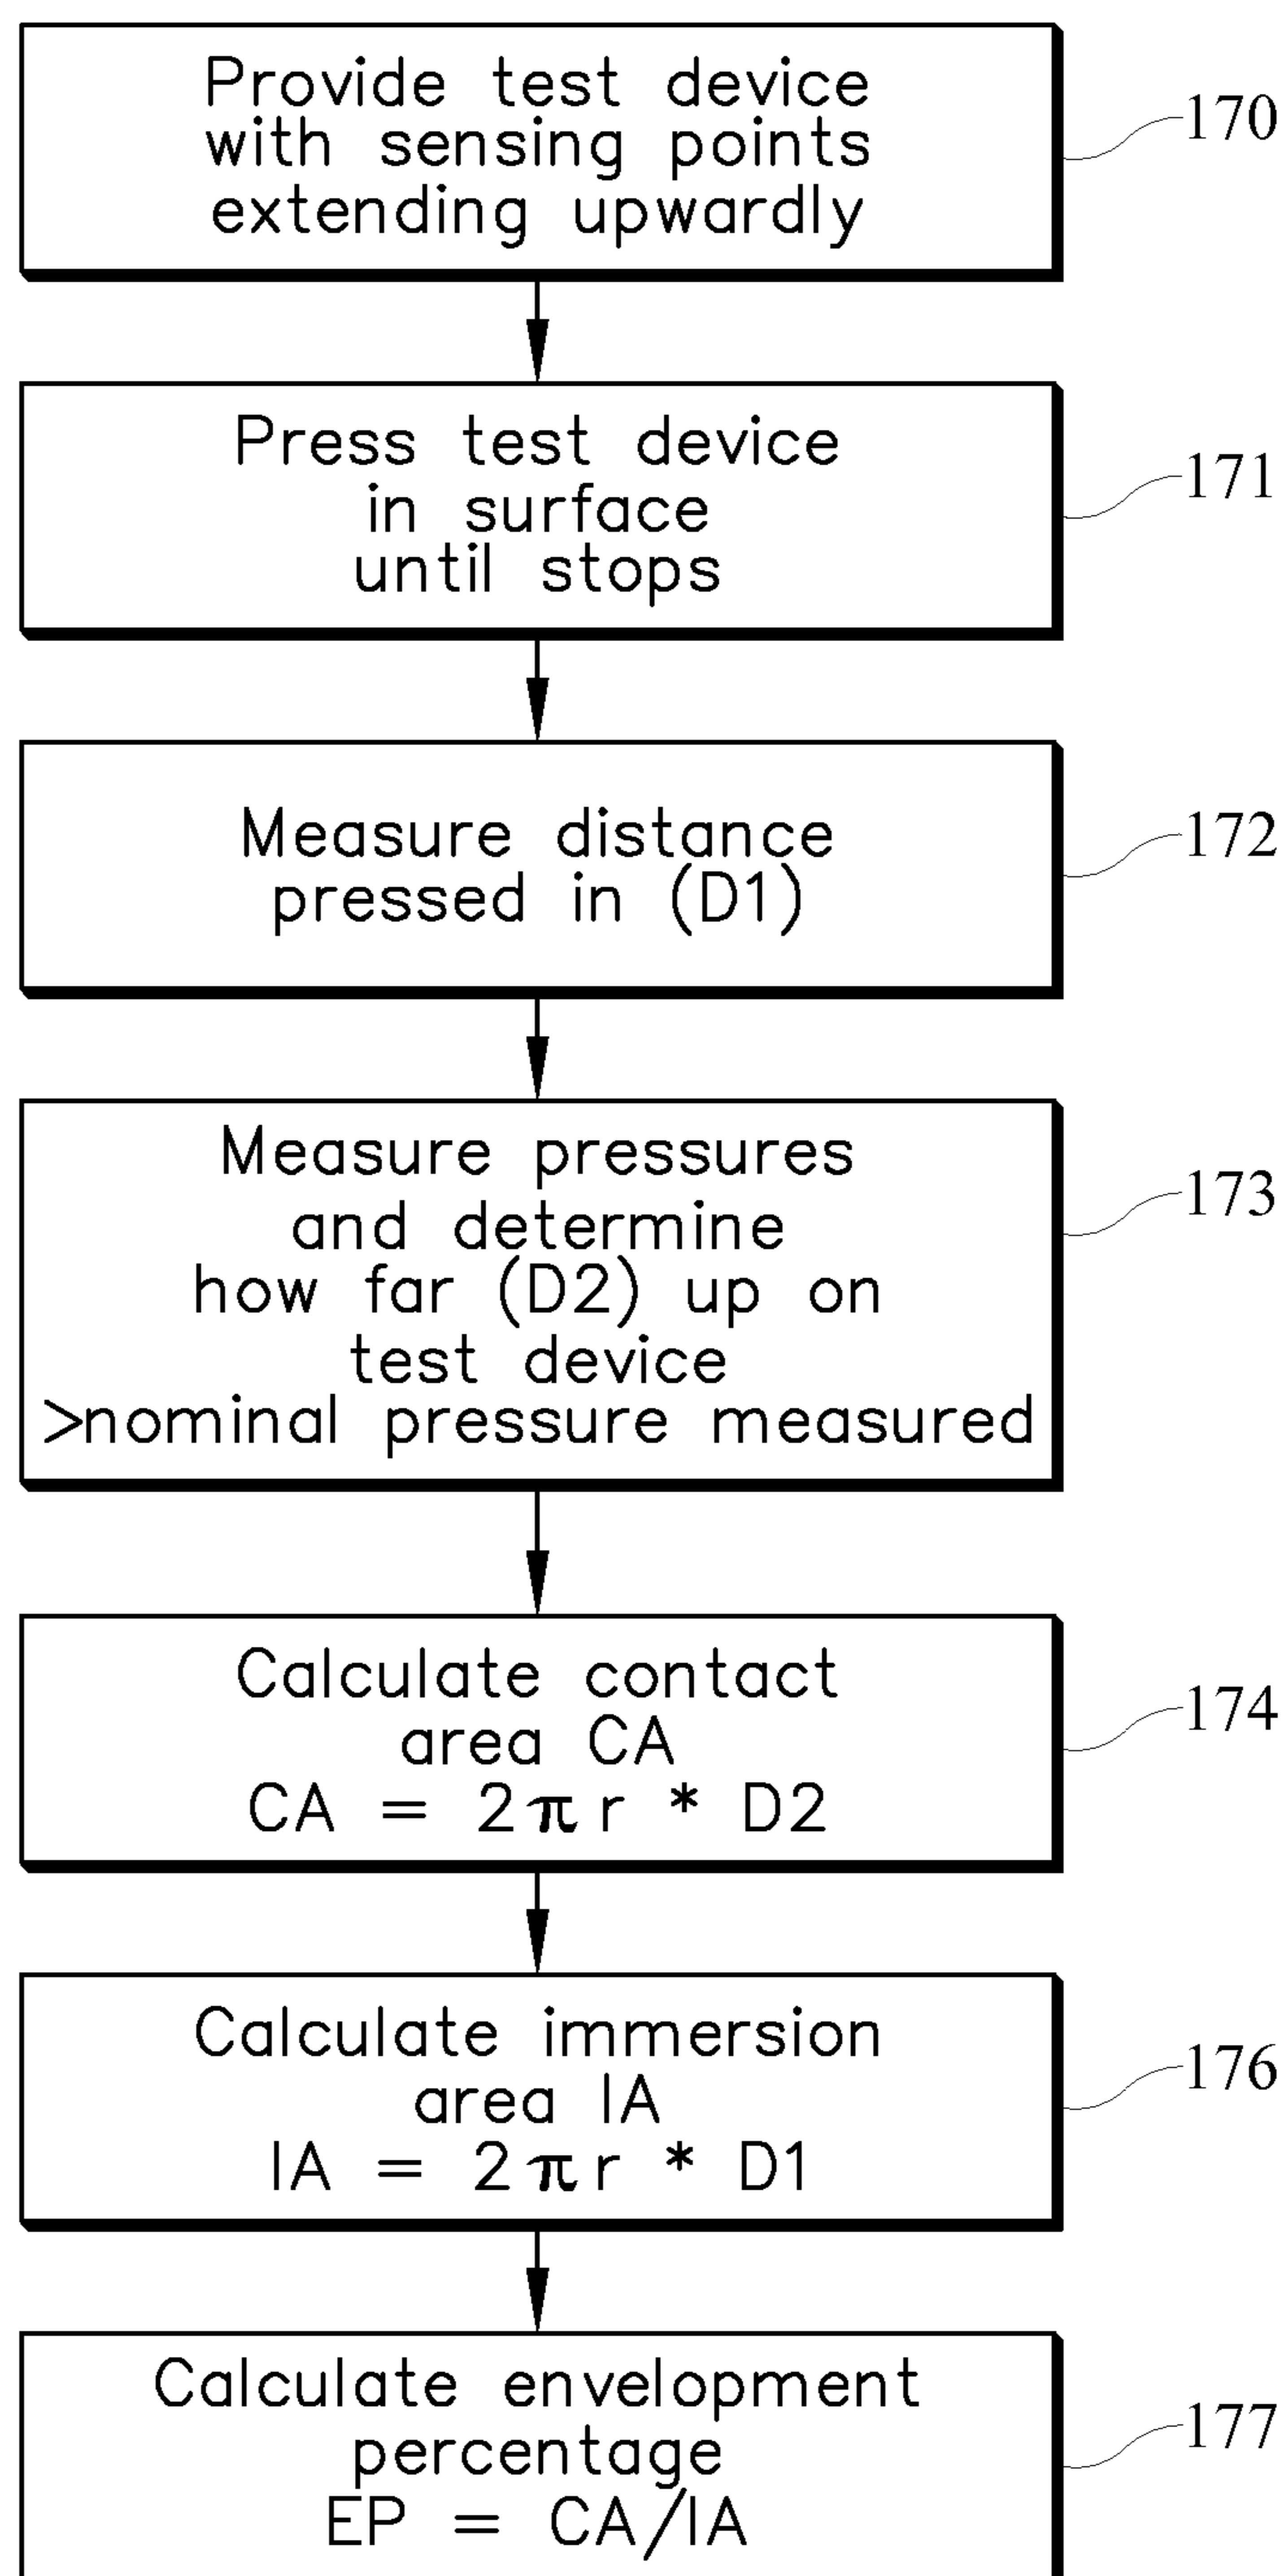 Provide test device
with sensing points
extending upwardly
170
Press test device
in surface
until stops
171
Measure distance
pressed in (D1)
172
Measure pressures
and determine
how far (D2) up on
test device
>nominal pressure measured
173
Calculate contact
area CA
CA = 2πr * D2
174
Calculate immersion
area IA
IA = 2πr * D1
176
Calculate envelopment
percentage
EP = CA/IA
177